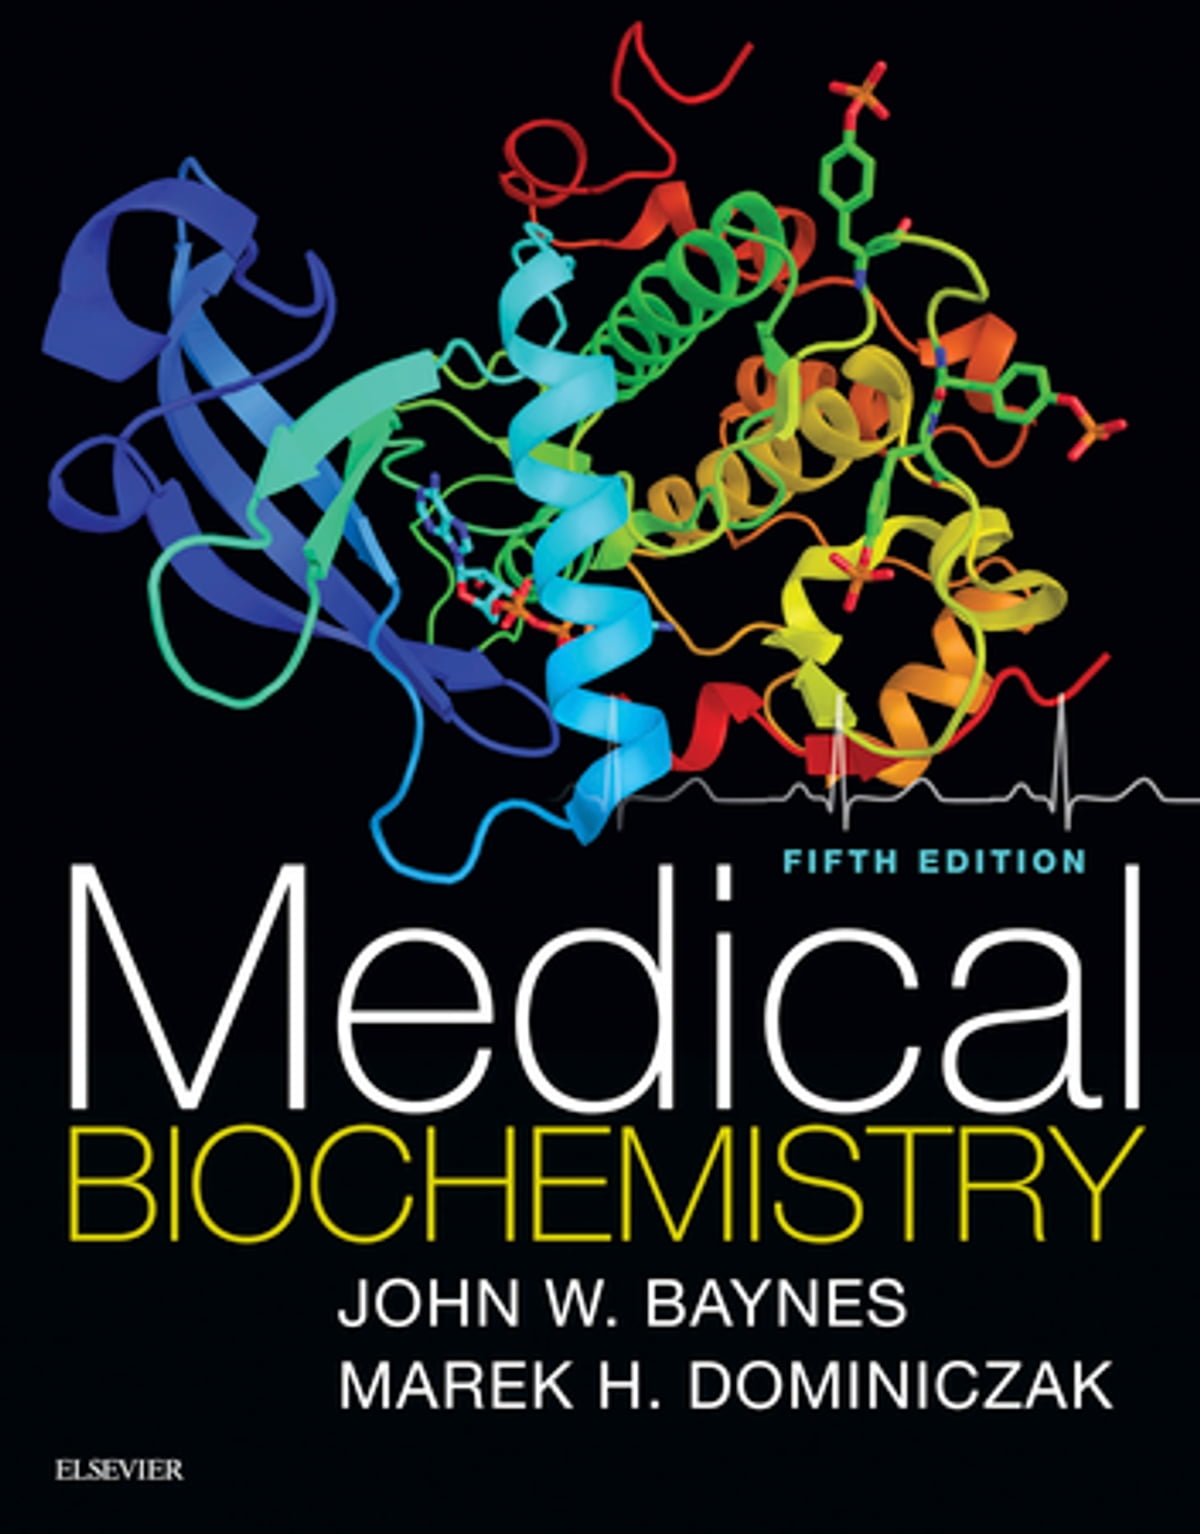 FIFTH EDITION
Medical
BIOCHEMISTRY
JOHN W. BAYNES
MAREK H. DOMINICZAK
ELSEVIER